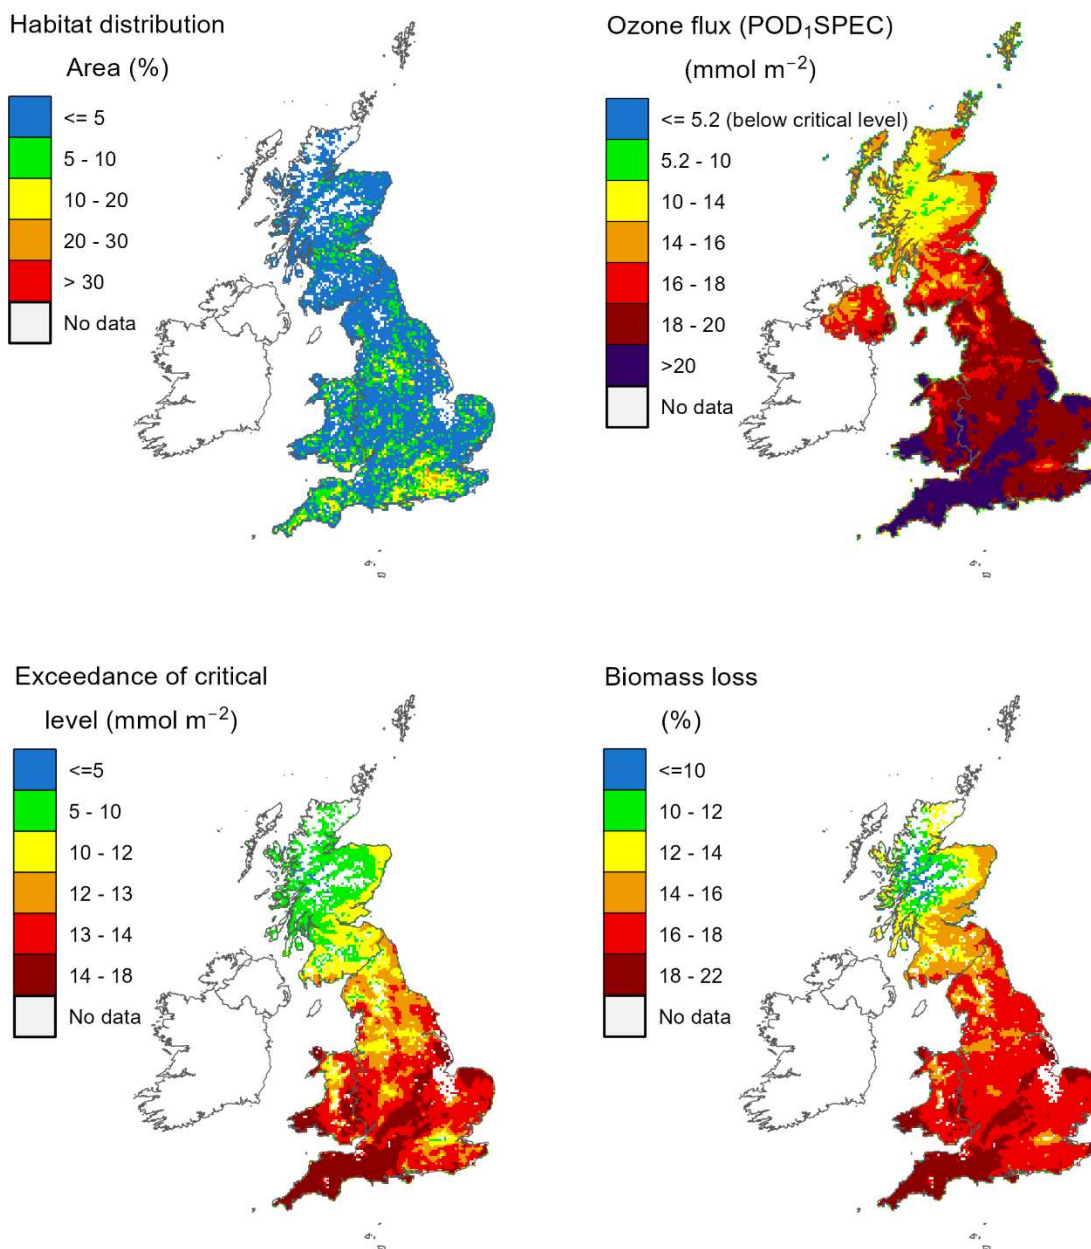 Habitat distribution
Area (%)
<= 5
5 - 10
10 - 20
20 - 30
> 30
No data
Ozone flux (POD₁SPEC)
(mmol m⁻²)
<= 5.2 (below critical level)
5.2 - 10
10 - 14
14 - 16
16 - 18
18 - 20
>20
No data
Exceedance of critical
level (mmol m⁻²)
<=5
5 - 10
10 - 12
12 - 13
13 - 14
14 - 18
No data
Biomass loss
(%)
<=10
10 - 12
12 - 14
14 - 16
16 - 18
18 - 22
No data